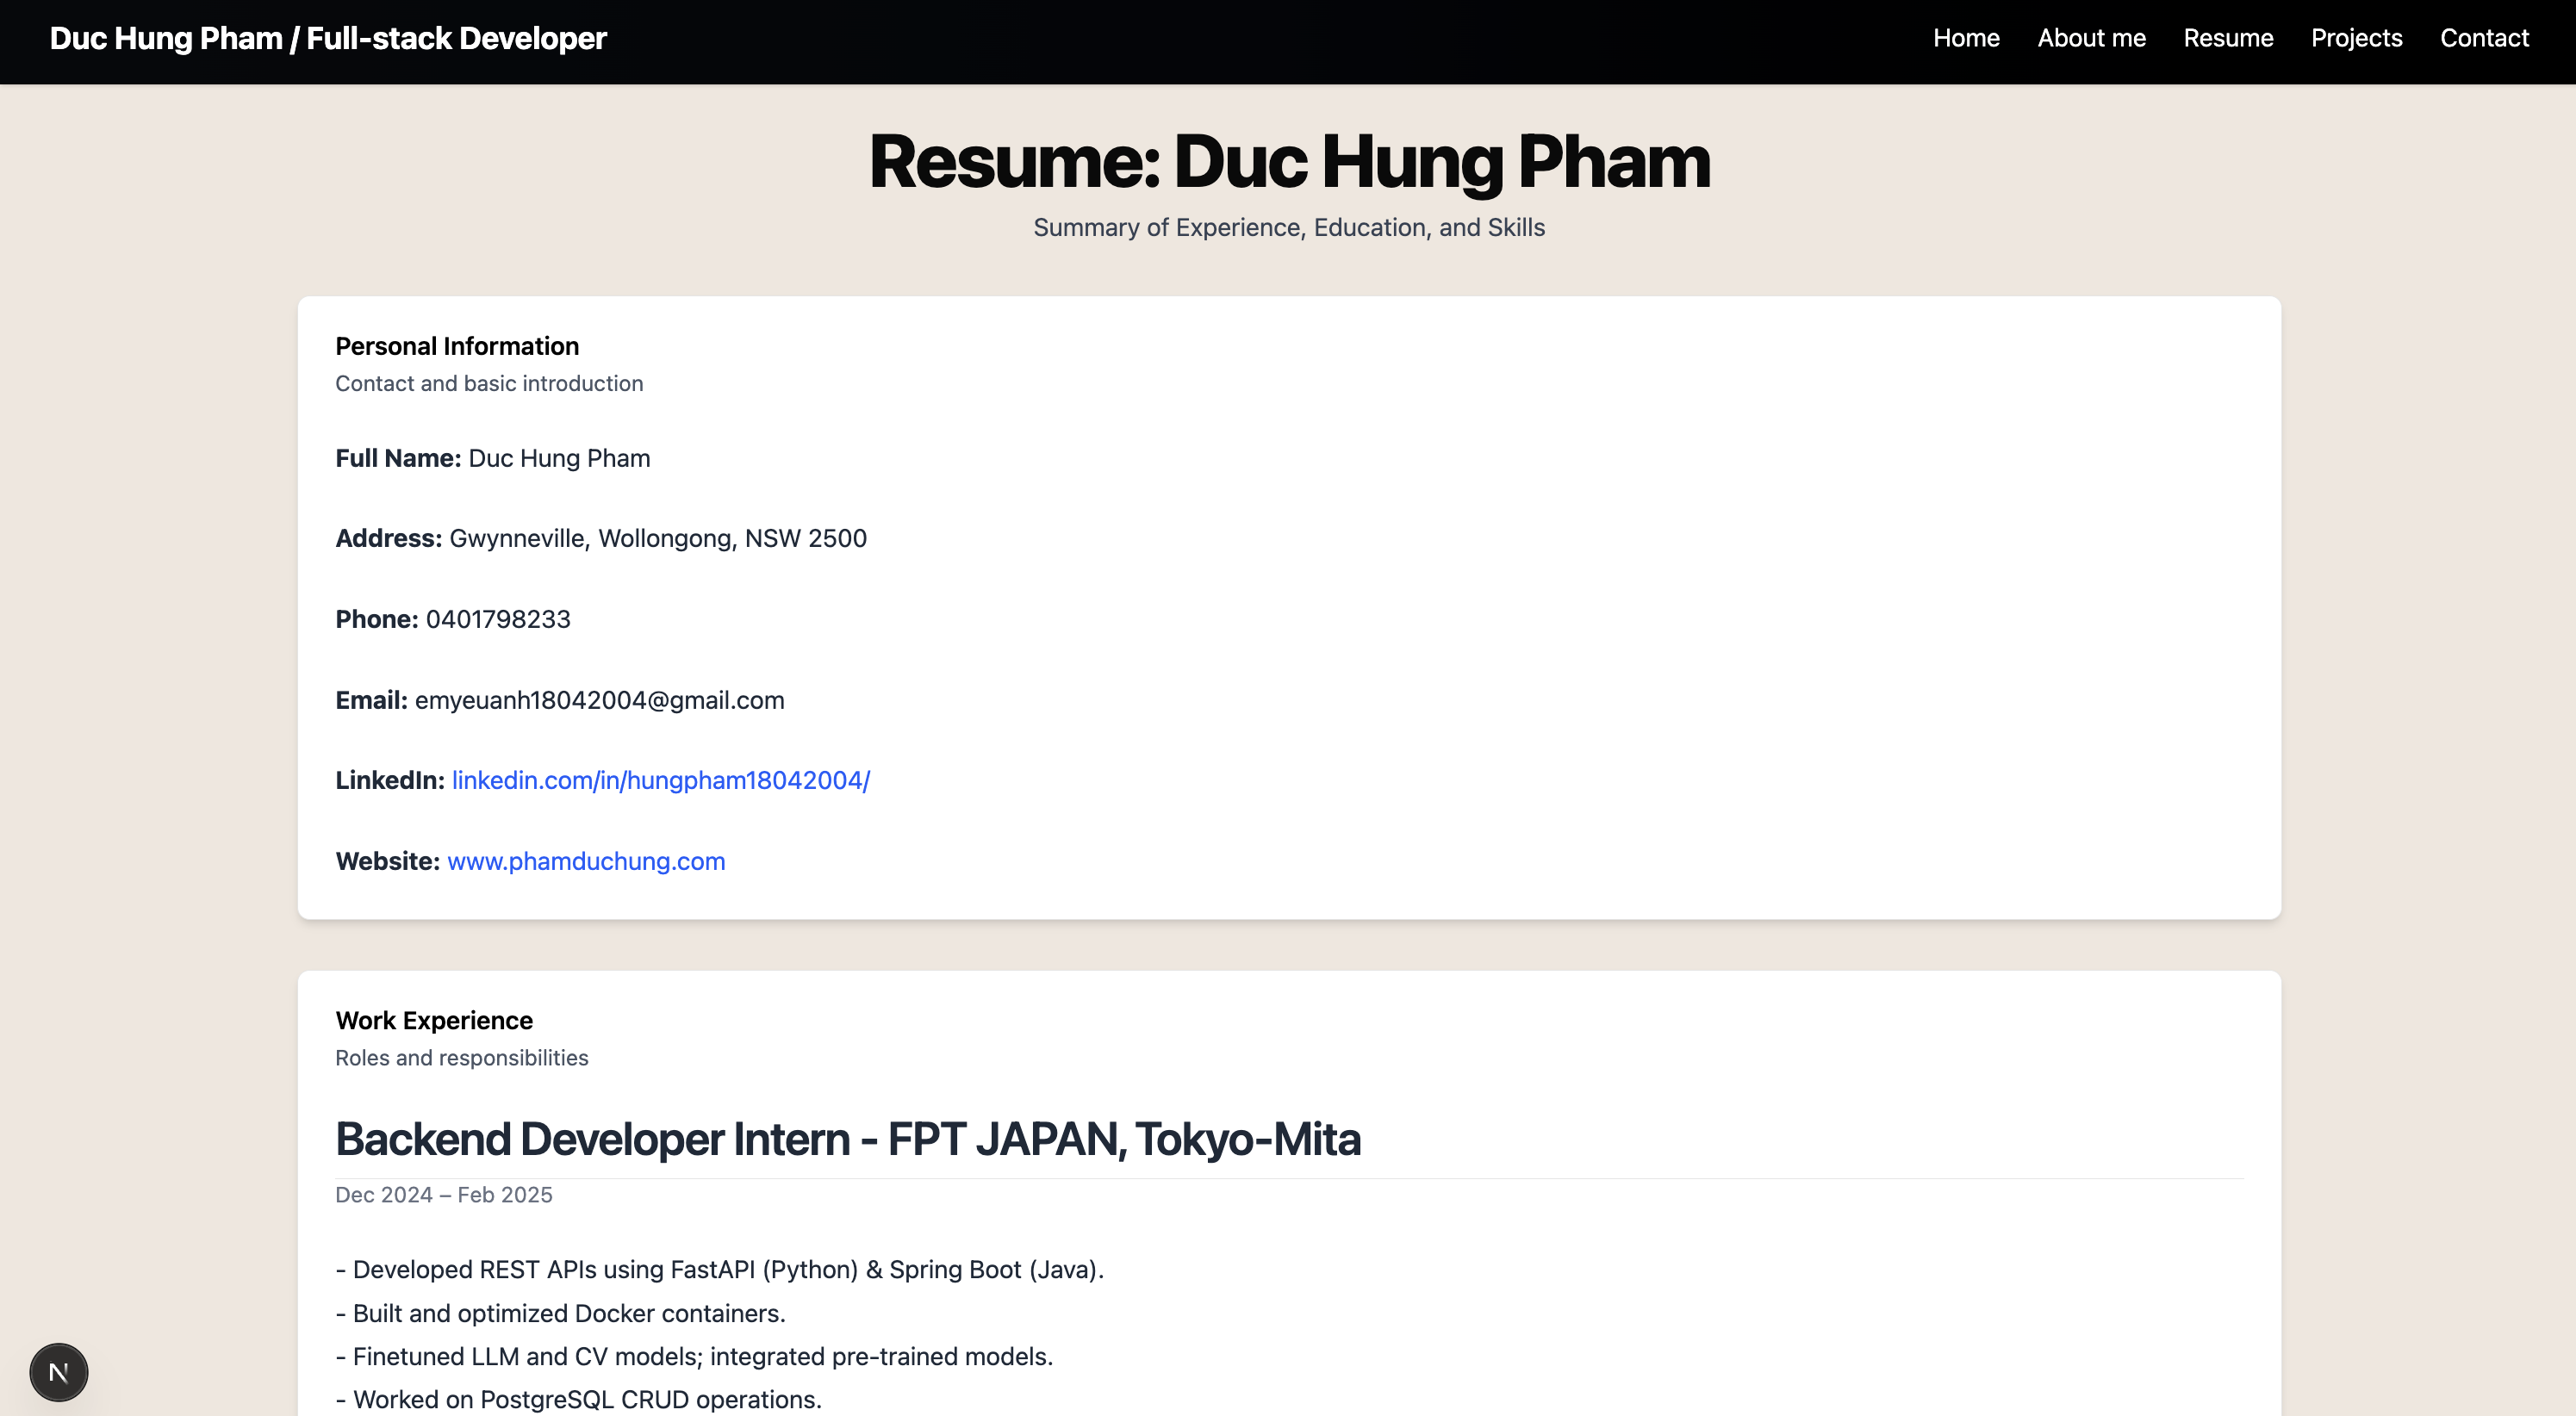 Duc Hung Pham / Full-stack Developer
Home About me Resume Projects Contact
Resume: Duc Hung Pham
Summary of Experience, Education, and Skills
Personal Information
Contact and basic introduction
Full Name: Duc Hung Pham
Address: Gwynneville, Wollongong, NSW 2500
Phone: 0401798233
Email: emyeuanh18042004@gmail.com
LinkedIn: linkedin.com/in/hungpham18042004/
Website: www.phamduchung.com
Work Experience
Roles and responsibilities
Backend Developer Intern - FPT JAPAN, Tokyo-Mita
Dec 2024 – Feb 2025
- Developed REST APIs using FastAPI (Python) & Spring Boot (Java).
- Built and optimized Docker containers.
- Finetuned LLM and CV models; integrated pre-trained models.
- Worked on PostgreSQL CRUD operations.
N